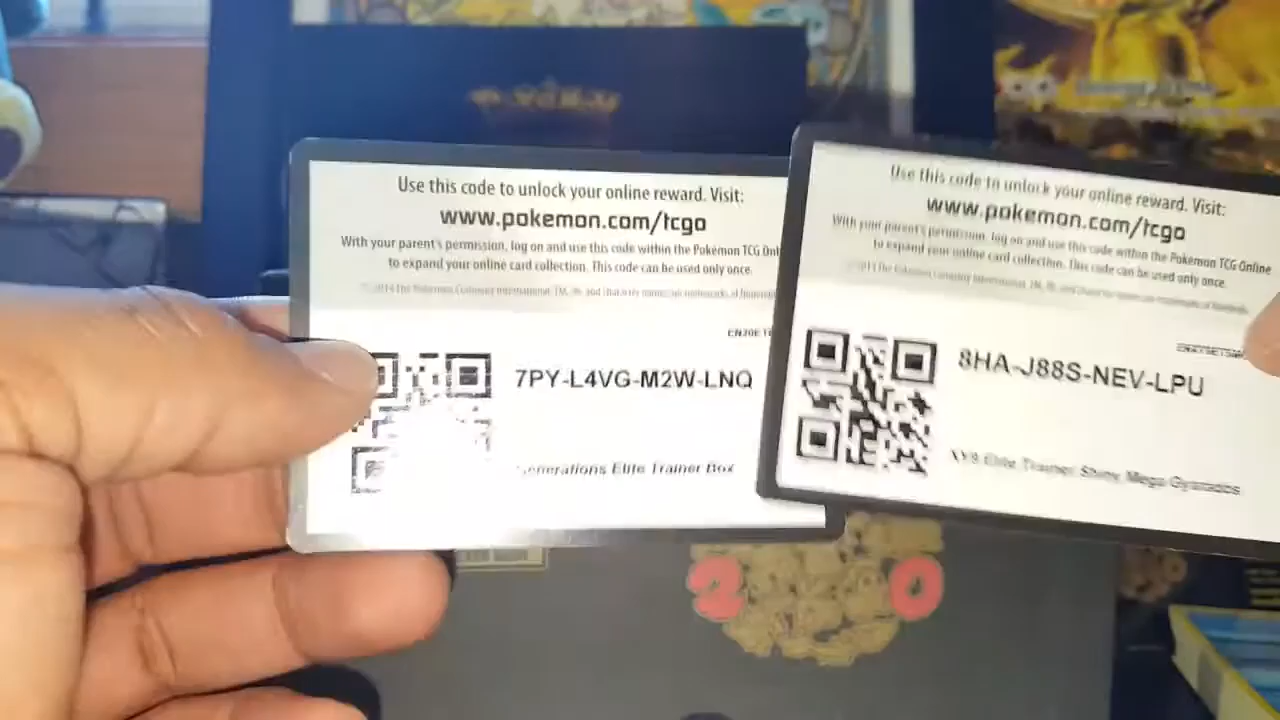 Use this code to unlock your online reward. Visit:
www.pokemon.com/tcgo
With your parent's permission, log on and use this code within the Pokémon TCG Onl
to expand your online card collection. This code can be used only once.
7PY-L4VG-M2W-LNQ
Generations Elite Trainer Box
Use this code to unlock your online reward. Visit:
www.pokemon.com/tcgo
With your parent's permission, log on and use this code within the Pokémon TCG Online
to expand your online card collection. This code can be used only once.
8HA-J88S-NEV-LPU
XY8 Elite Trainer Shiny Mega Gyarados
2 0